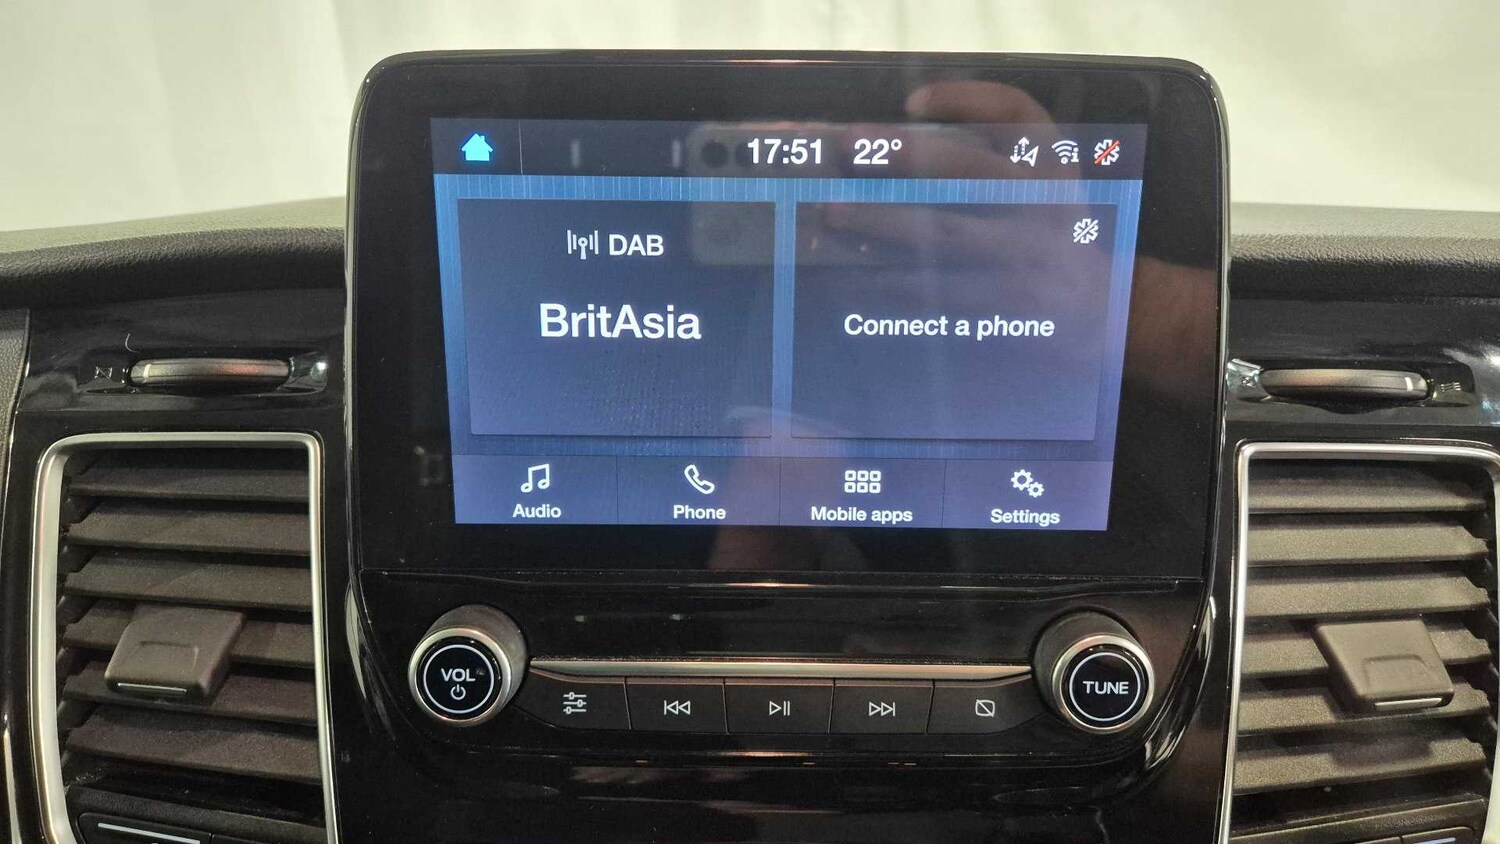 17:51 22°
DAB
BritAsia
Connect a phone
Audio
Phone
Mobile apps
Settings
VOL
TUNE